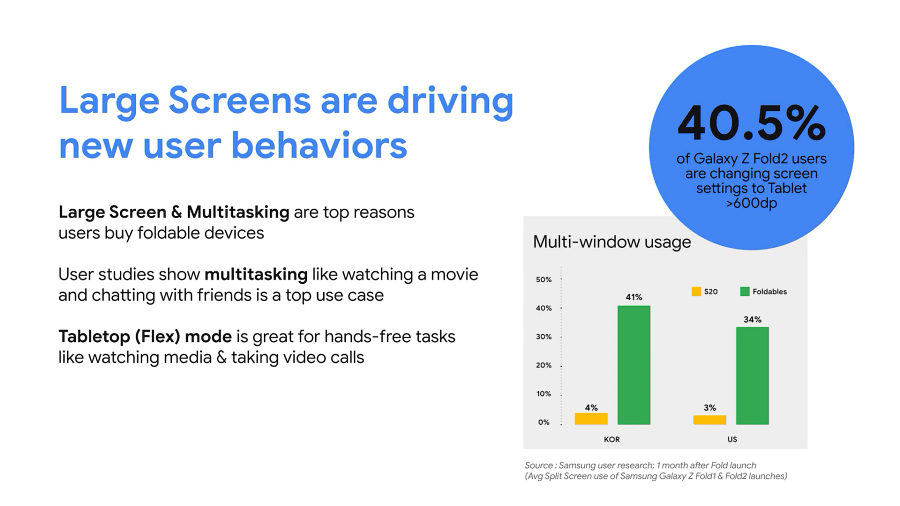 Large Screens are driving
new user behaviors
Large Screen & Multitasking are top reasons
users buy foldable devices
User studies show multitasking like watching a movie
and chatting with friends is a top use case
Tabletop (Flex) mode is great for hands-free tasks
like watching media & taking video calls
40.5%
of Galaxy Z Fold2 users
are changing screen
settings to Tablet
>600dp
Multi-window usage
S20 Foldables
50%
40%
30%
20%
10%
0%
4% 41%
3% 34%
KOR US
Source : Samsung user research; 1 month after Fold launch
(Avg Split Screen use of Samsung Galaxy Z Fold1 & Fold2 launches)